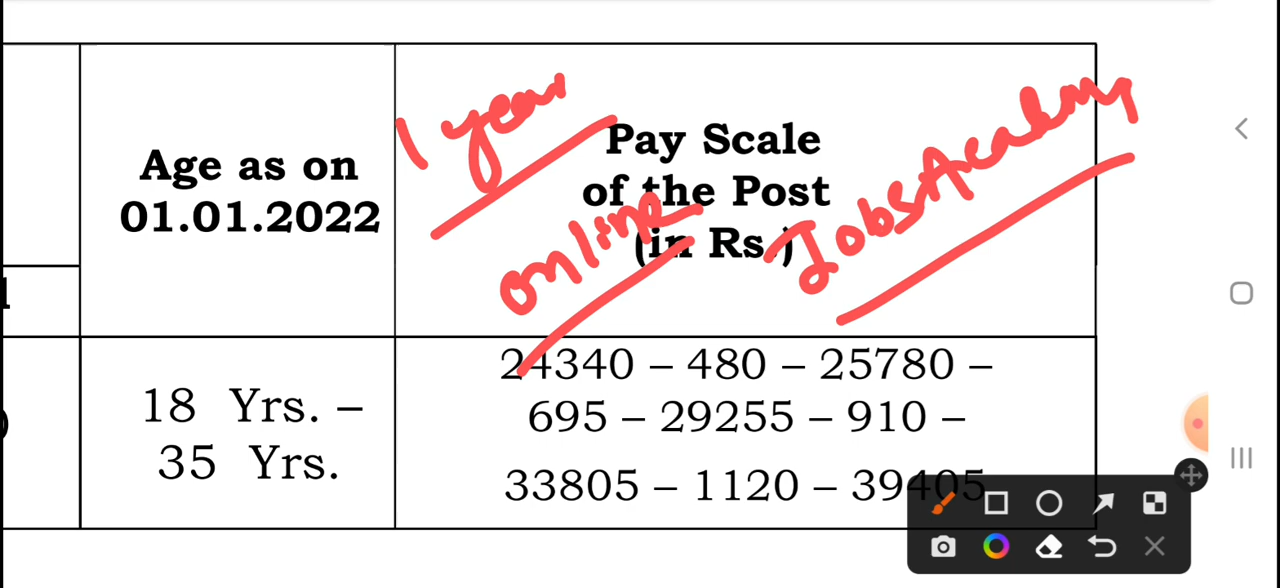 Age as on
01.01.2022
Pay Scale
of the Post
(in Rs.)
1 year
online
JobsAcademy
18 Yrs. –
35 Yrs.
24340 – 480 – 25780 –
695 – 29255 – 910 –
33805 – 1120 – 39405